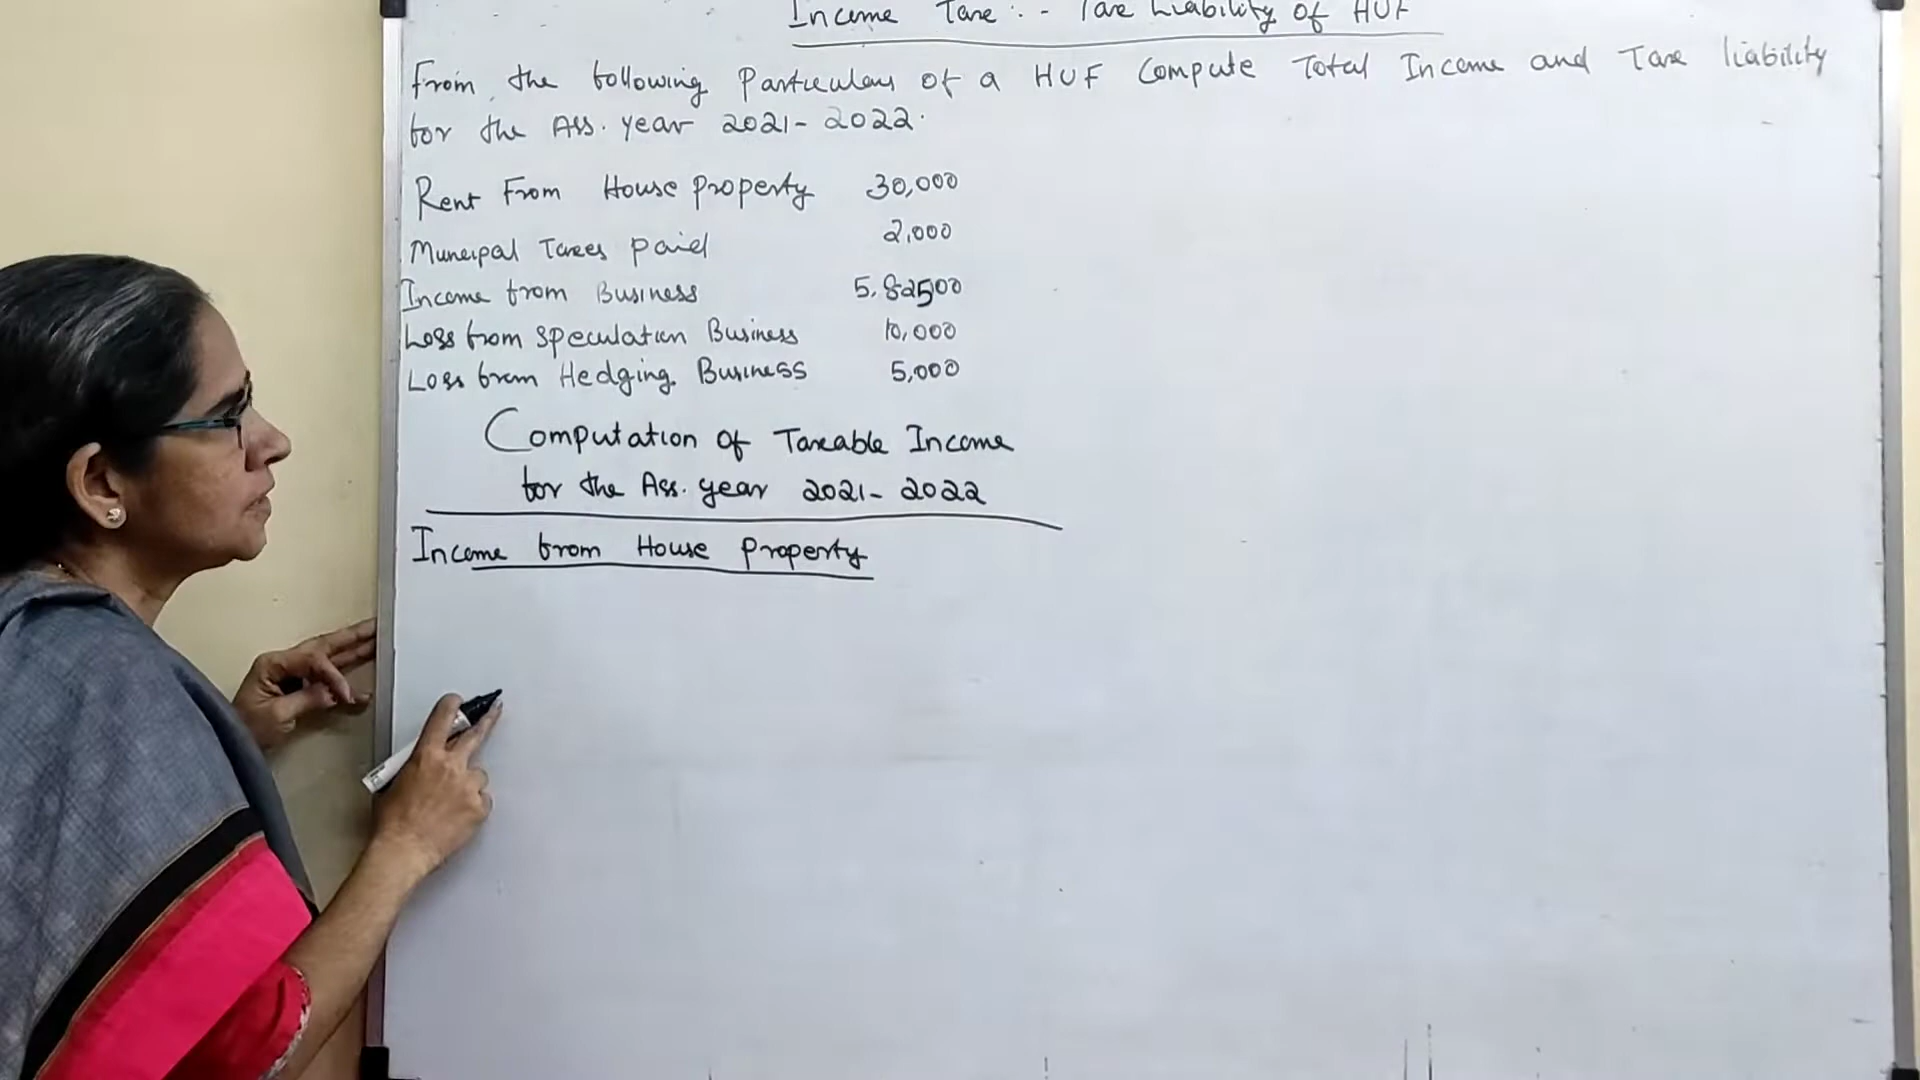 Income Tax :- Tax Liability of HUF
From the following Particulars of a HUF Compute Total Income and Tax liability
for the Ass. year 2021-2022.
Rent From House property 30,000
Municipal Taxes paid 2,000
Income from Business 5,82500
Loss from speculation Business 10,000
Loss from Hedging Business 5,000
Computation of Taxable Income
for the Ass. year 2021-2022
Income from House property